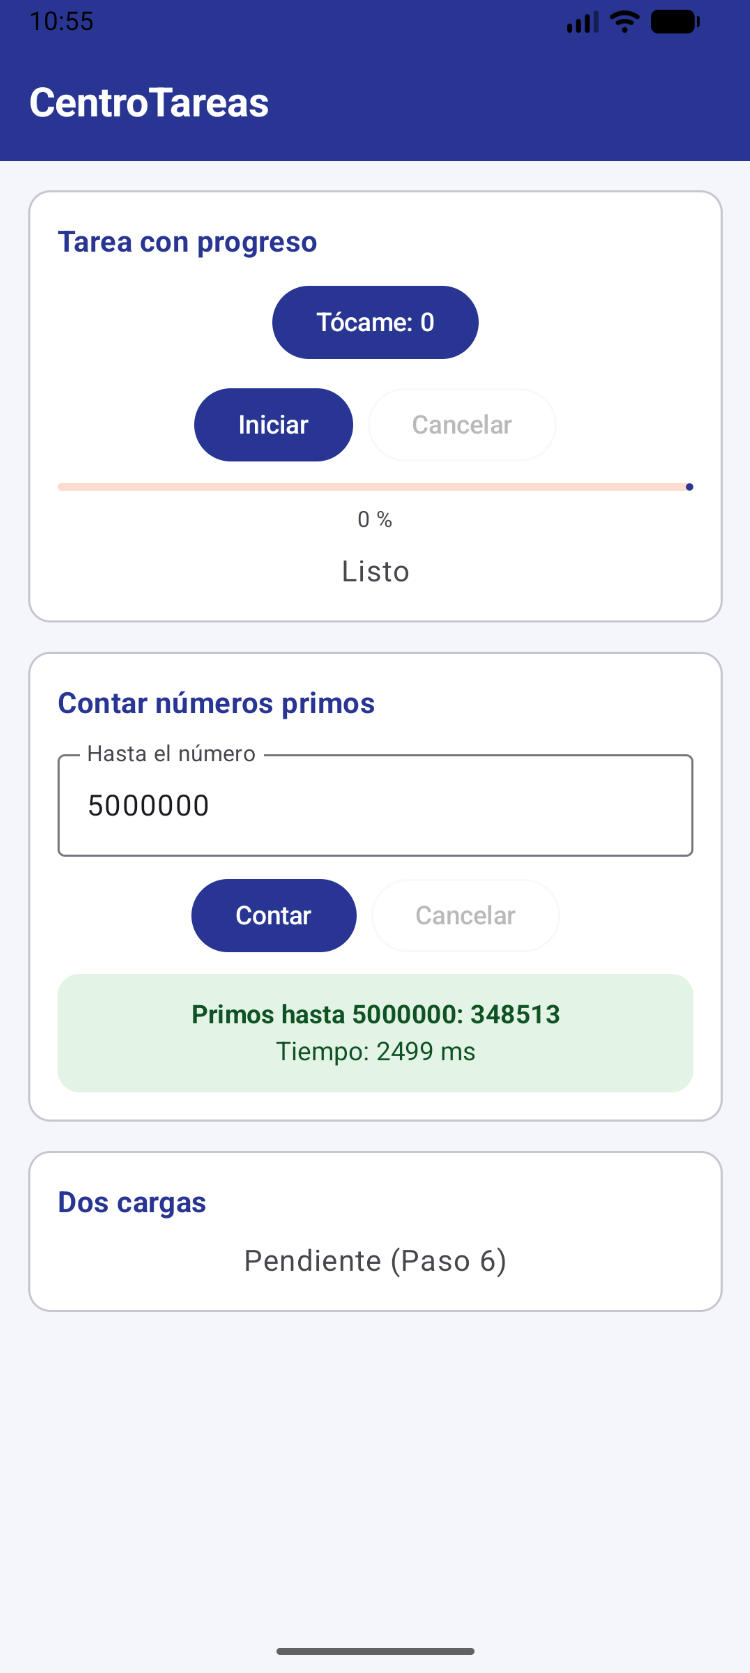 10:55
CentroTareas
Tarea con progreso
Tócame: 0
Iniciar
Cancelar
0 %
Listo
Contar números primos
Hasta el número
5000000
Contar
Cancelar
Primos hasta 5000000: 348513
Tiempo: 2499 ms
Dos cargas
Pendiente (Paso 6)